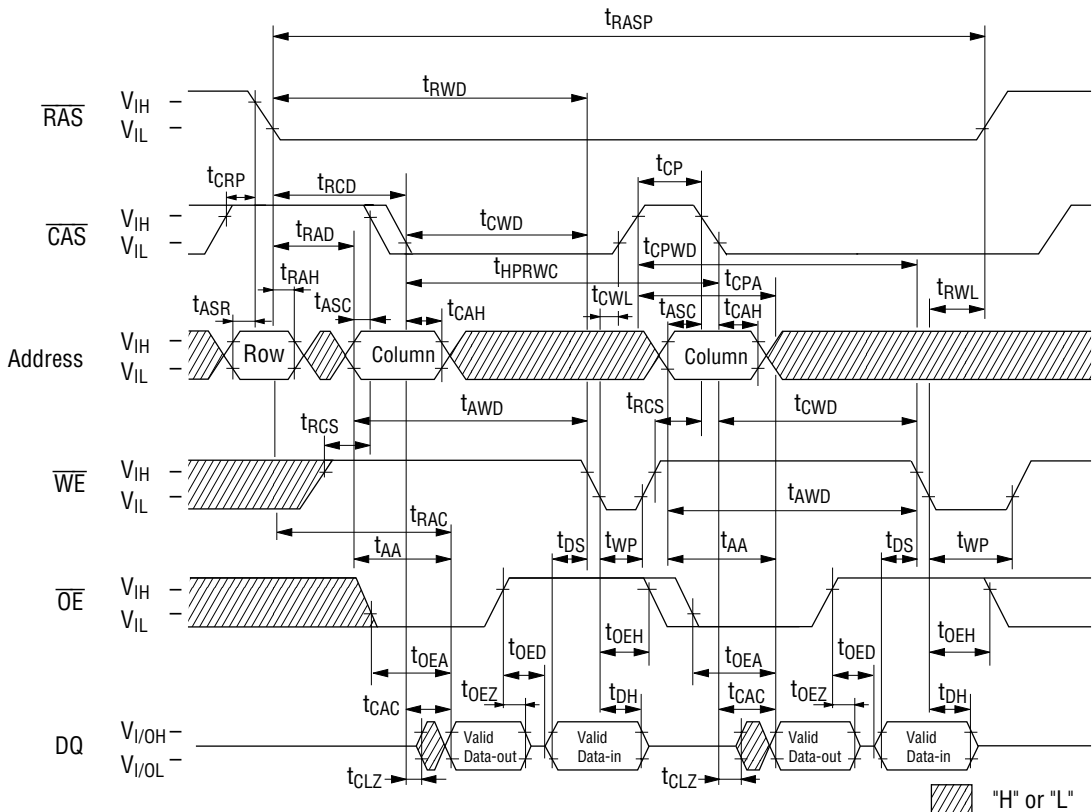 tRASP
tRWD
RAS
VIH
VIL
tCRP
tRCD
tCP
CAS
VIH
VIL
tRAD
tCWD
tCPWD
tHPRWC
tCPA
tRAH
tCWL
tRWL
tASR
tASC
tCAH
tASC
tCAH
Address
VIH
VIL
Row
Column
Column
tAWD
tRCS
tCWD
tRCS
WE
VIH
VIL
tAWD
tRAC
tAA
tDS
tWP
tAA
tDS
tWP
OE
VIH
VIL
tOEA
tOED
tOEH
tOEA
tOED
tOEH
tCAC
tOEZ
tDH
tCAC
tOEZ
tDH
DQ
VI/OH
VI/OL
Valid
Data-out
Valid
Data-in
Valid
Data-out
Valid
Data-in
tCLZ
tCLZ
"H" or "L"